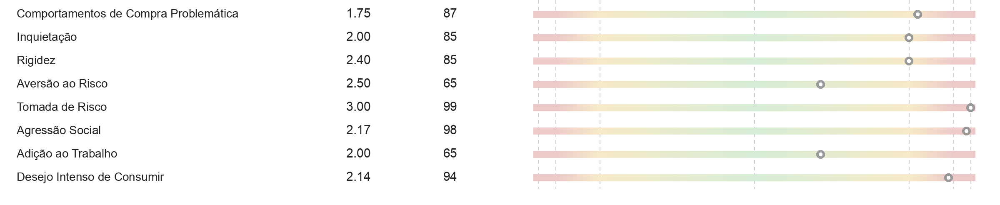 Comportamentos de Compra Problemática 1.75 87
Inquietação 2.00 85
Rigidez 2.40 85
Aversão ao Risco 2.50 65
Tomada de Risco 3.00 99
Agressão Social 2.17 98
Adição ao Trabalho 2.00 65
Desejo Intenso de Consumir 2.14 94